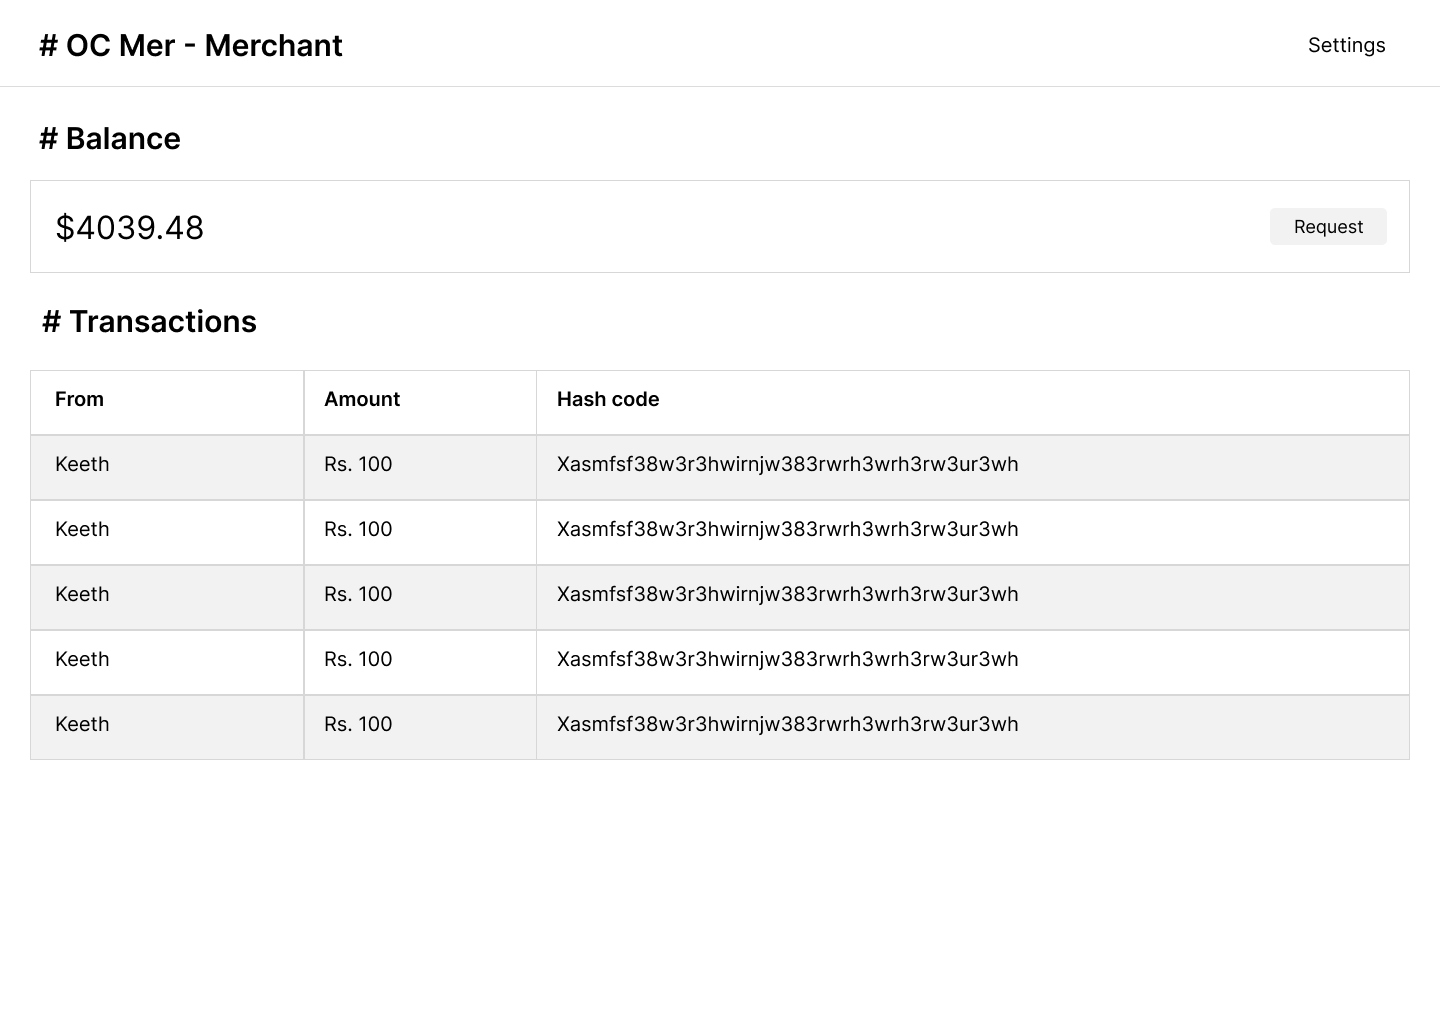 # OC Mer - Merchant Settings
# Balance
$4039.48 Request
# Transactions
From Amount Hash code
Keeth Rs. 100 Xasmfsf38w3r3hwirnjw383rwrh3wrh3rw3ur3wh
Keeth Rs. 100 Xasmfsf38w3r3hwirnjw383rwrh3wrh3rw3ur3wh
Keeth Rs. 100 Xasmfsf38w3r3hwirnjw383rwrh3wrh3rw3ur3wh
Keeth Rs. 100 Xasmfsf38w3r3hwirnjw383rwrh3wrh3rw3ur3wh
Keeth Rs. 100 Xasmfsf38w3r3hwirnjw383rwrh3wrh3rw3ur3wh